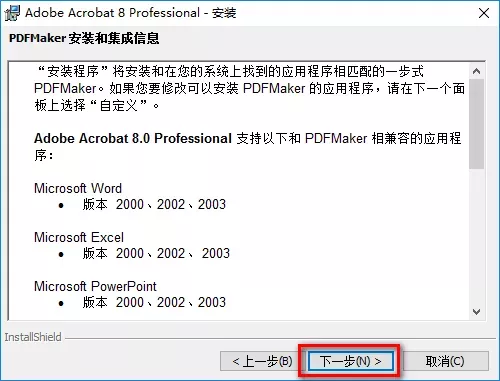 Adobe Acrobat 8 Professional - 安装
PDFMaker 安装和集成信息
“安装程序”将安装和在您的系统上找到的应用程序相匹配的一步式
PDFMaker。如果您要修改可以安装 PDFMaker 的应用程序，请在下一个面
板上选择“自定义”。
Adobe Acrobat 8.0 Professional 支持以下和 PDFMaker 相兼容的应用程
序：
Microsoft Word
• 版本 2000、2002、2003
Microsoft Excel
• 版本 2000、2002、 2003
Microsoft PowerPoint
• 版本 2000、2002、2003
InstallShield
< 上一步(B)
下一步(N) >
取消(C)